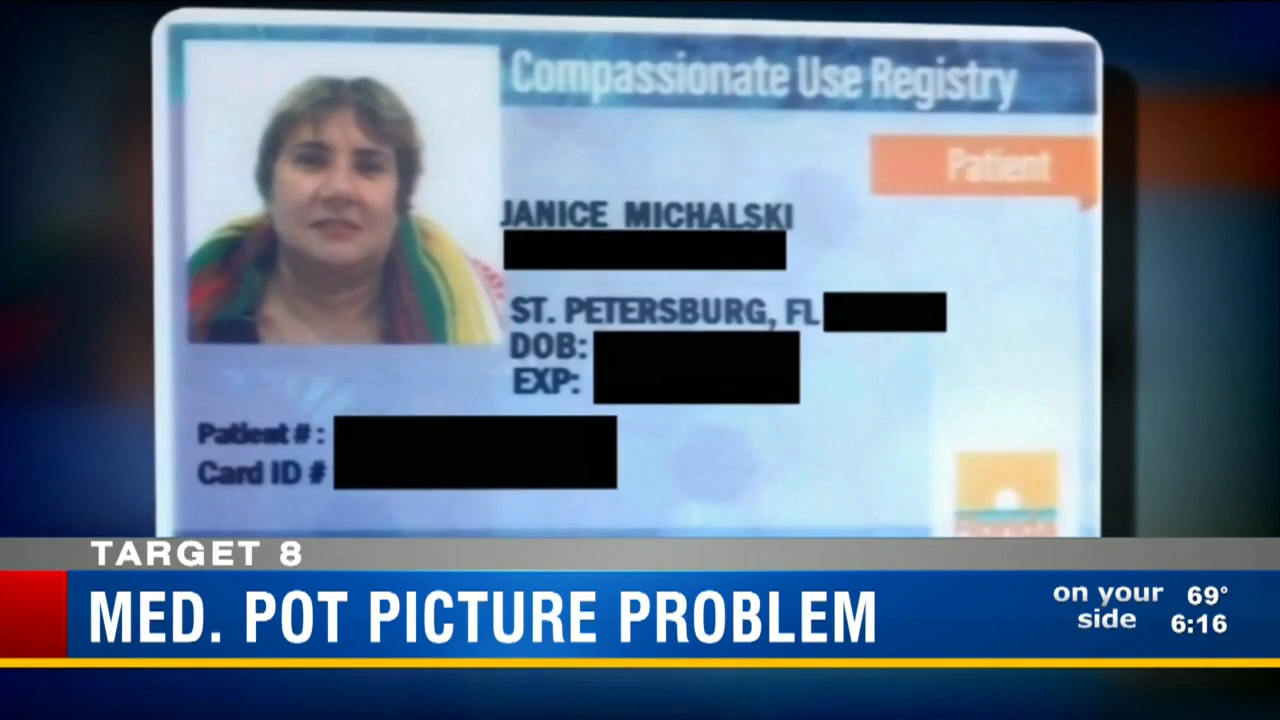 Compassionate Use Registry
Patient
JANICE MICHALSKI
ST. PETERSBURG, FL
DOB:
EXP:
Patient #:
Card ID #
TARGET 8
MED. POT PICTURE PROBLEM
on your side
69°
6:16